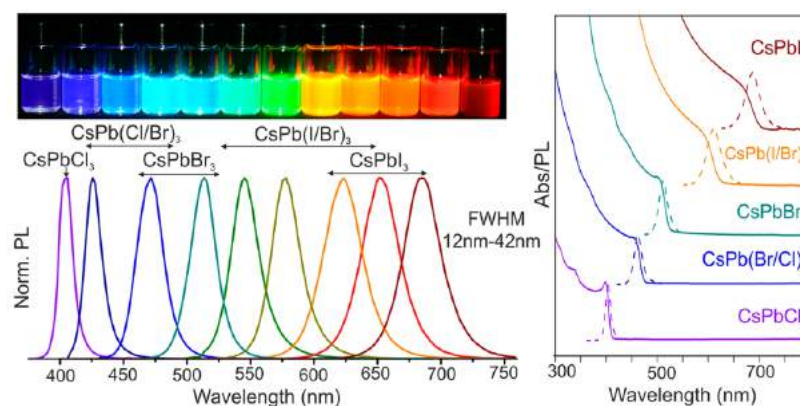 CsPb(Cl/Br)₃
CsPb(I/Br)₃
CsPbCl₃
CsPbBr₃
CsPbI₃
FWHM
12nm-42nm
Norm. PL
400 450 500 550 600 650 700 750
Wavelength (nm)
CsPbI
CsPb(I/Br)
CsPbBr
CsPb(Br/Cl)
CsPbCl
Abs/PL
300 500 700
Wavelength (nm)